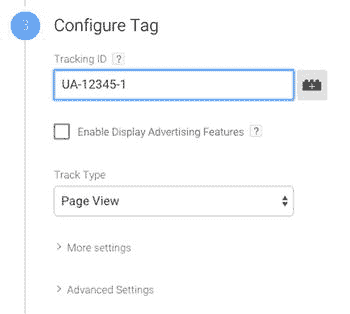 3 Configure Tag
Tracking ID ?
UA-12345-1
Enable Display Advertising Features ?
Track Type
Page View
More settings
Advanced Settings